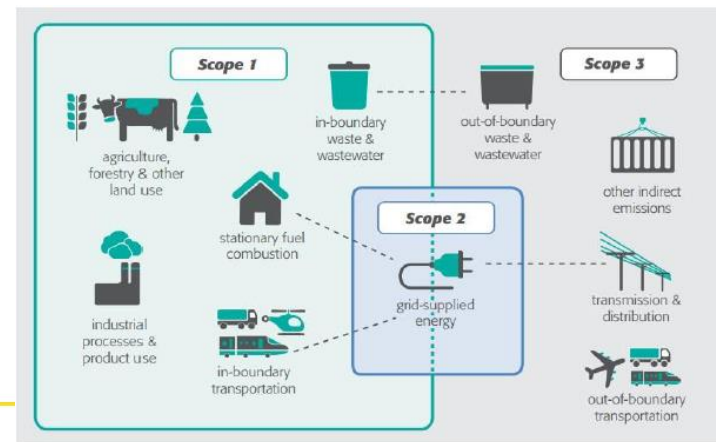 Scope 1
Scope 3
in-boundary
waste &
wastewater
out-of-boundary
waste &
wastewater
agriculture,
forestry & other
land use
other indirect
emissions
Scope 2
stationary fuel
combustion
grid-supplied
energy
transmission &
distribution
industrial
processes &
product use
in-boundary
transportation
out-of-boundary
transportation